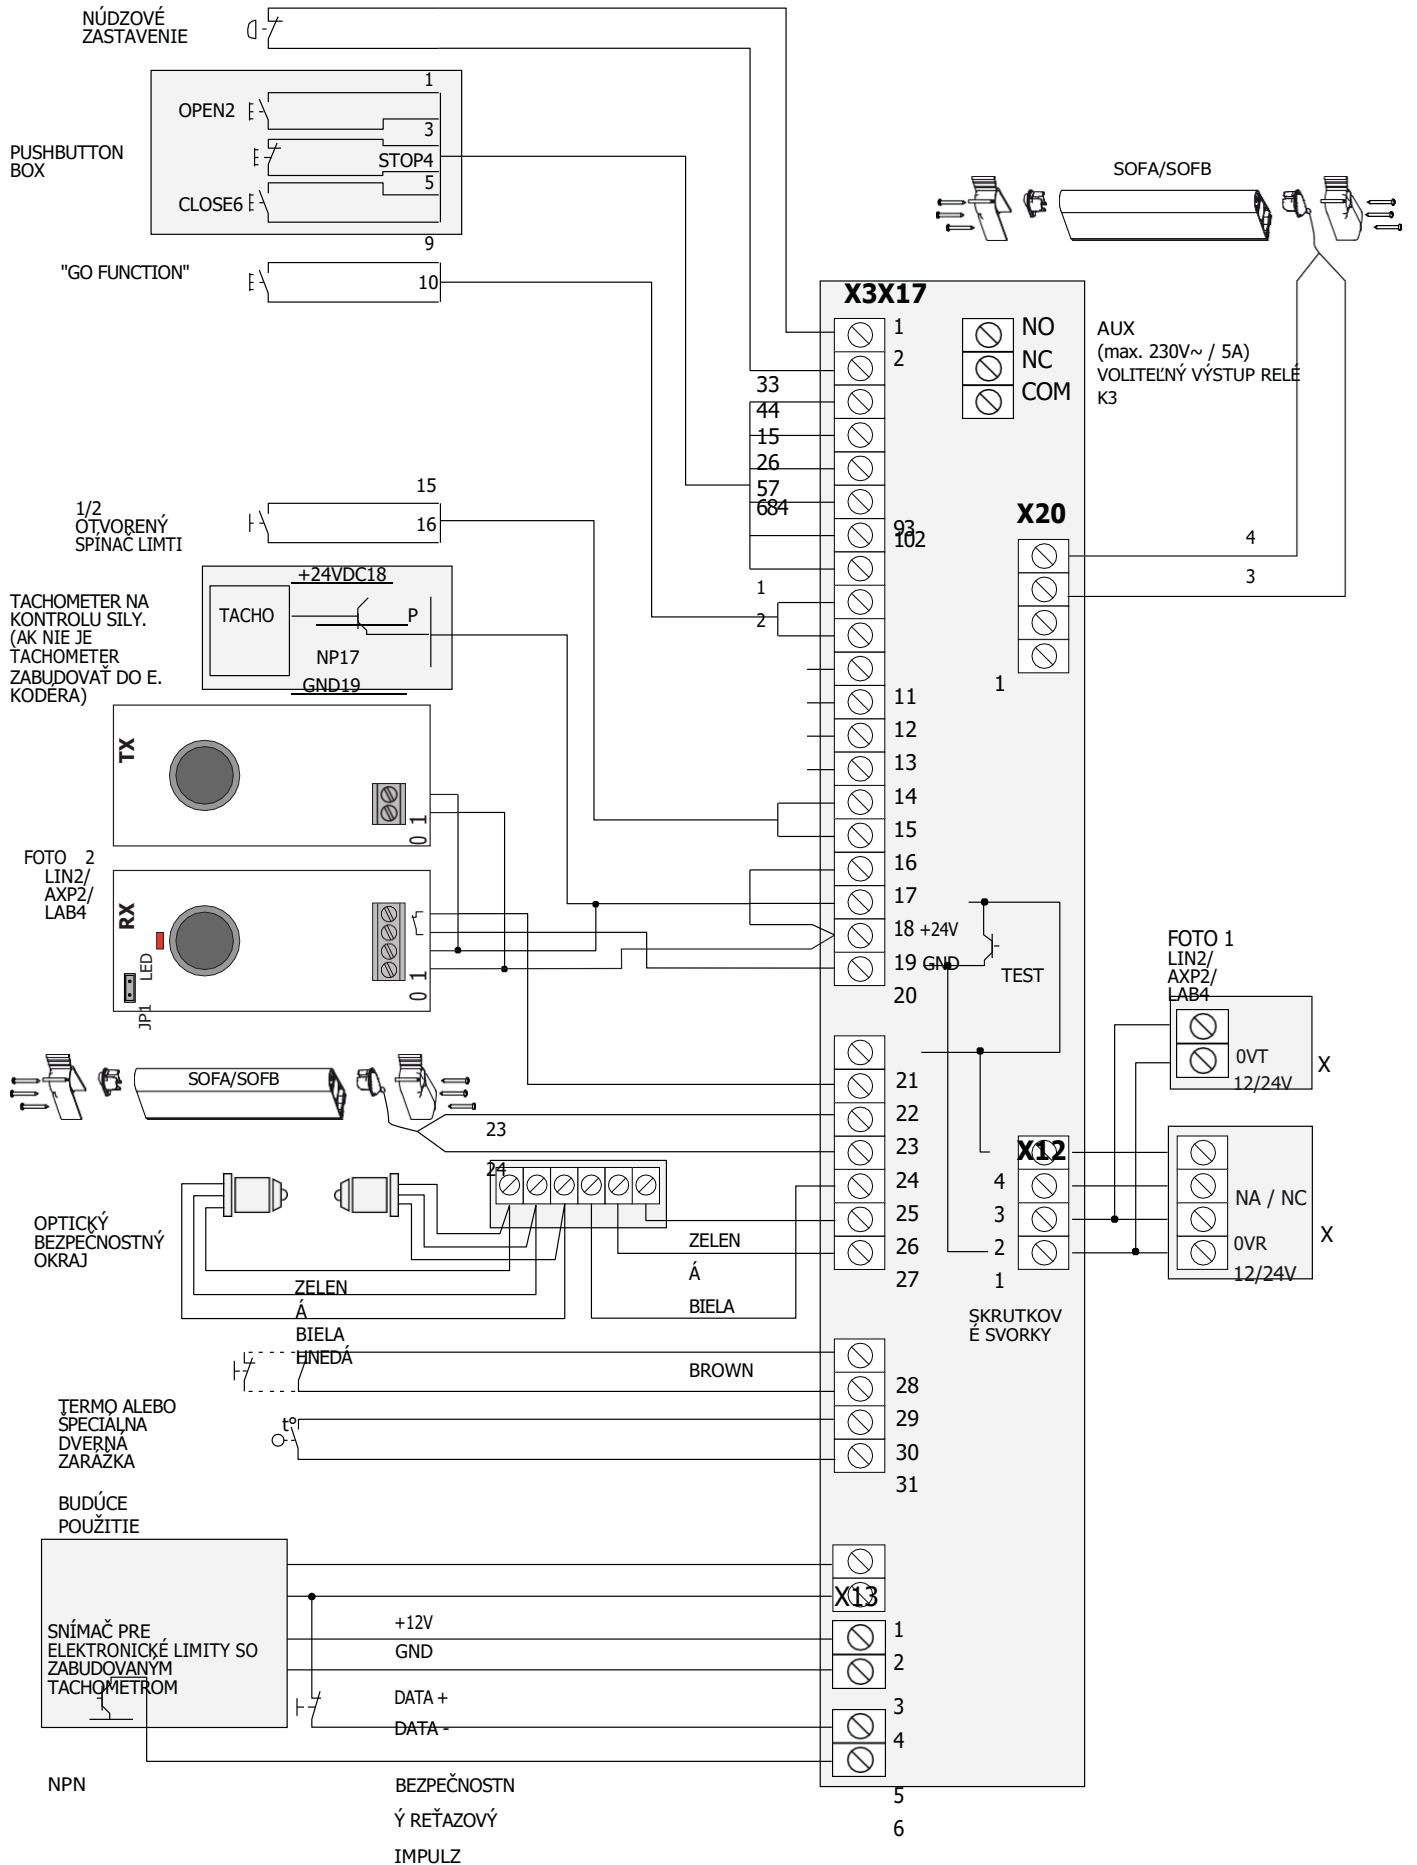 NÚDZOVÉ
ZASTAVENIE
1
OPEN2
3
PUSHBUTTON
BOX
STOP4
5
CLOSE6
9
"GO FUNCTION"
10
SOFA/SOFB
X3X17
1
2
NO
NC
COM
AUX
(max. 230V~ / 5A)
VOLITEĽNÝ VÝSTUP RELÉ
K3
33
44
15
26
57
684
93
102
1
2
15
1/2
OTVORENÝ
SPÍNAČ LIMTI
16
X20
4
3
1
+24VDC18
TACHOMETER NA
KONTROLU SILY.
(AK NIE JE
TACHOMETER
ZABUDOVAŤ DO E.
KODÉRA)
TACHO
P
NP17
GND19
11
12
13
14
15
16
17
18 +24V
19 GND
20
TEST
TX
0 1
FOTO 2
LIN2/
AXP2/
LAB4
RX
LED
JP1
0 1
FOTO 1
LIN2/
AXP2/
LAB4
0VT
X
12/24V
SOFA/SOFB
23
24
21
22
23
24
25
26
27
X12
4
3
2
1
NA / NC
0VR
X
12/24V
SKRUTKOV
É SVORKY
OPTICKÝ
BEZPEČNOSTNÝ
OKRAJ
ZELEN
Á
BIELA
ZELEN
Á
BIELA
HNEDÁ
BROWN
28
29
30
31
TERMO ALEBO
ŠPECIÁLNA
DVERNÁ
ZARÁŽKA
t°
BUDÚCE
POUŽITIE
X13
SNÍMAČ PRE
ELEKTRONICKÉ LIMITY SO
ZABUDOVANÝM
TACHOMETROM
+12V
GND
DATA +
DATA -
1
2
3
4
5
6
NPN
BEZPEČNOSTN
Ý REŤAZOVÝ
IMPULZ